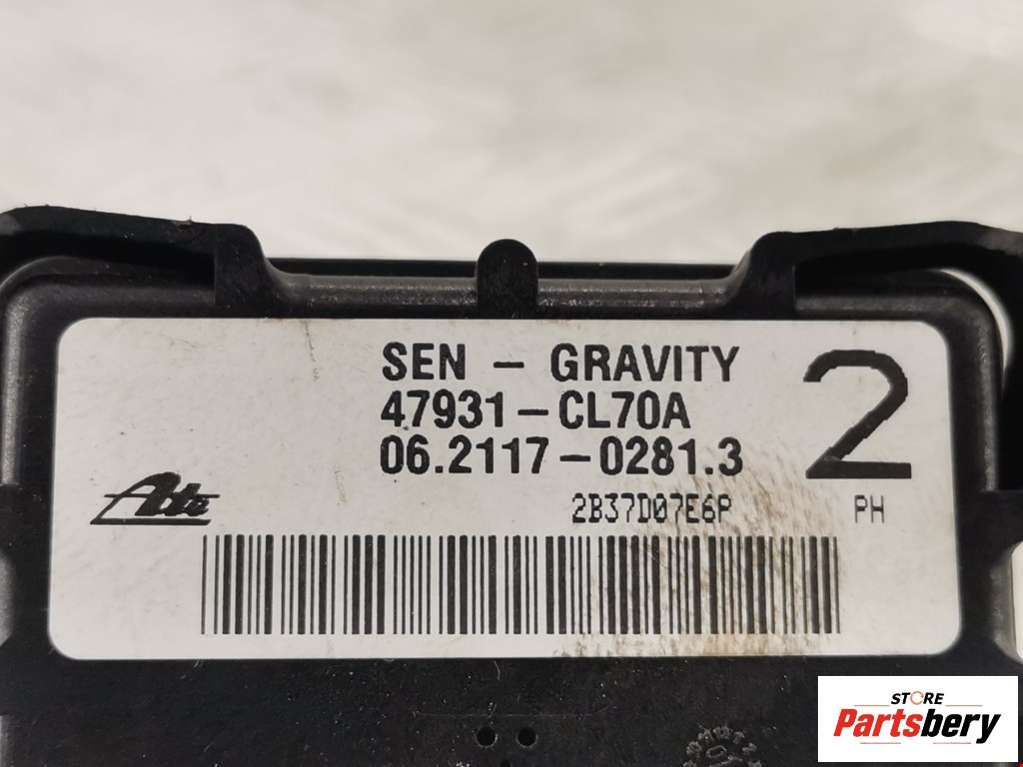 SEN - GRAVITY
47931-CL70A
06.2117-0281.3
2
Ate
2B37D07E6P
PH
STORE
Partsbery